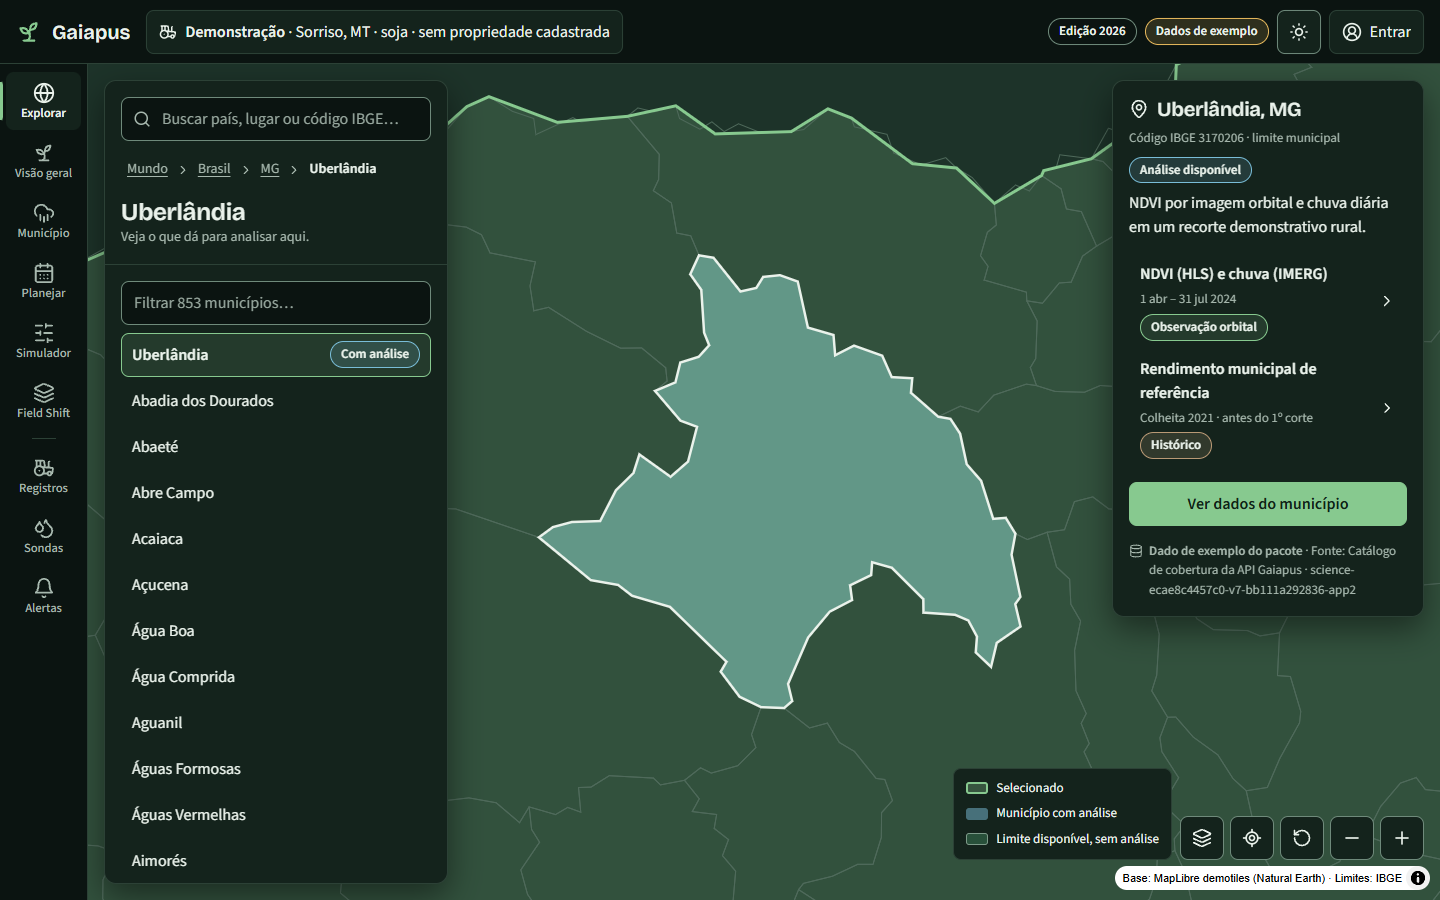 Gaiapus
Demonstração · Sorriso, MT · soja · sem propriedade cadastrada
Edição 2026
Dados de exemplo
Entrar
Explorar
Visão geral
Município
Planejar
Simulador
Field Shift
Registros
Sondas
Alertas
Buscar país, lugar ou código IBGE...
Mundo > Brasil > MG > Uberlândia
Uberlândia
Veja o que dá para analisar aqui.
Filtrar 853 municípios...
Uberlândia
Com análise
Abadia dos Dourados
Abaeté
Abre Campo
Acaiaca
Açucena
Água Boa
Água Comprida
Aguanil
Águas Formosas
Águas Vermelhas
Aimorés
Uberlândia, MG
Código IBGE 3170206 · limite municipal
Análise disponível
NDVI por imagem orbital e chuva diária
em um recorte demonstrativo rural.
NDVI (HLS) e chuva (IMERG)
1 abr – 31 jul 2024
Observação orbital
Rendimento municipal de
referência
Colheita 2021 · antes do 1º corte
Histórico
Ver dados do município
Dado de exemplo do pacote · Fonte: Catálogo
de cobertura da API Gaiapus · science-
ecae8c4457c0-v7-bb111a292836-app2
Selecionado
Município com análise
Limite disponível, sem análise
Base: MapLibre demotiles (Natural Earth) · Limites: IBGE